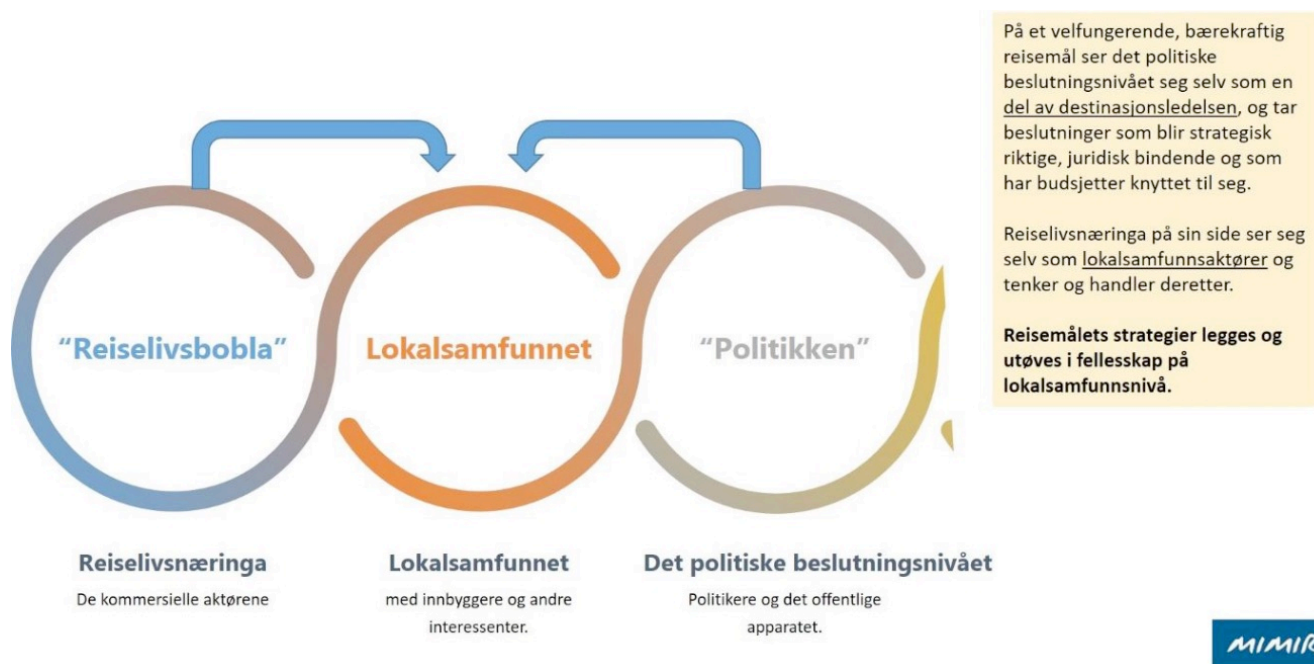 På et velfungerende, bærekraftig
reisemål ser det politiske
beslutningsnivået seg selv som en
del av destinasjonsledelsen, og tar
beslutninger som blir strategisk
riktige, juridisk bindende og som
har budsjetter knyttet til seg.
Reiselivsnæringa på sin side ser seg
selv som lokalsamfunnsaktører og
tenker og handler deretter.
Reisemålets strategier legges og
utøves i fellesskap på
lokalsamfunnsnivå.
“Reiselivsbobla”
Lokalsamfunnet
“Politikken”
Reiselivsnæringa
De kommersielle aktørene
Lokalsamfunnet
med innbyggere og andre
interessenter.
Det politiske beslutningsnivået
Politikere og det offentlige
apparatet.
MIMIR